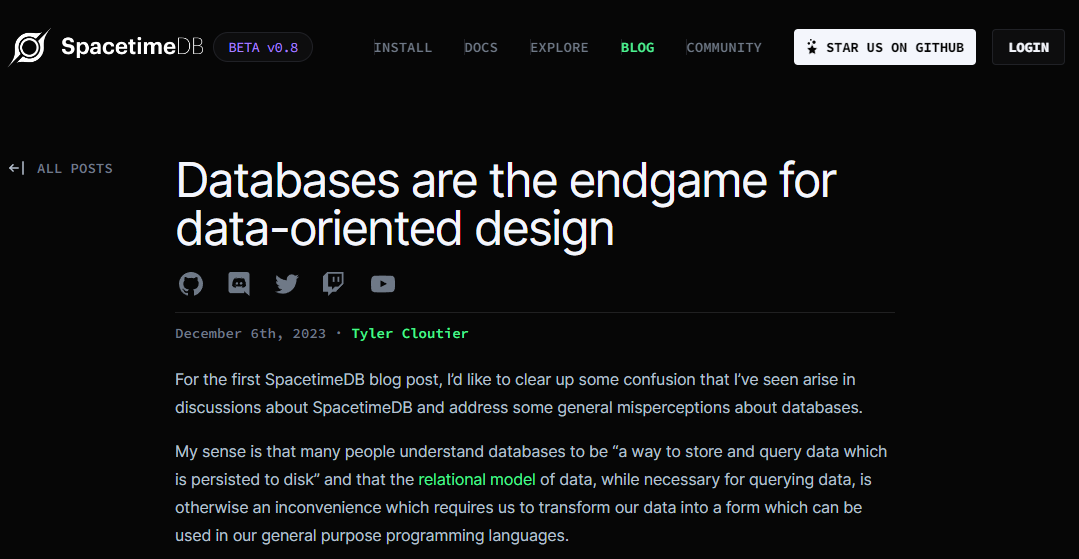 SpacetimeDB BETA v0.8 INSTALL DOCS EXPLORE BLOG COMMUNITY STAR US ON GITHUB LOGIN
ALL POSTS
Databases are the endgame for
data-oriented design
December 6th, 2023 · Tyler Cloutier
For the first SpacetimeDB blog post, I’d like to clear up some confusion that I’ve seen arise in
discussions about SpacetimeDB and address some general misperceptions about databases.
My sense is that many people understand databases to be “a way to store and query data which
is persisted to disk” and that the relational model of data, while necessary for querying data, is
otherwise an inconvenience which requires us to transform our data into a form which can be
used in our general purpose programming languages.